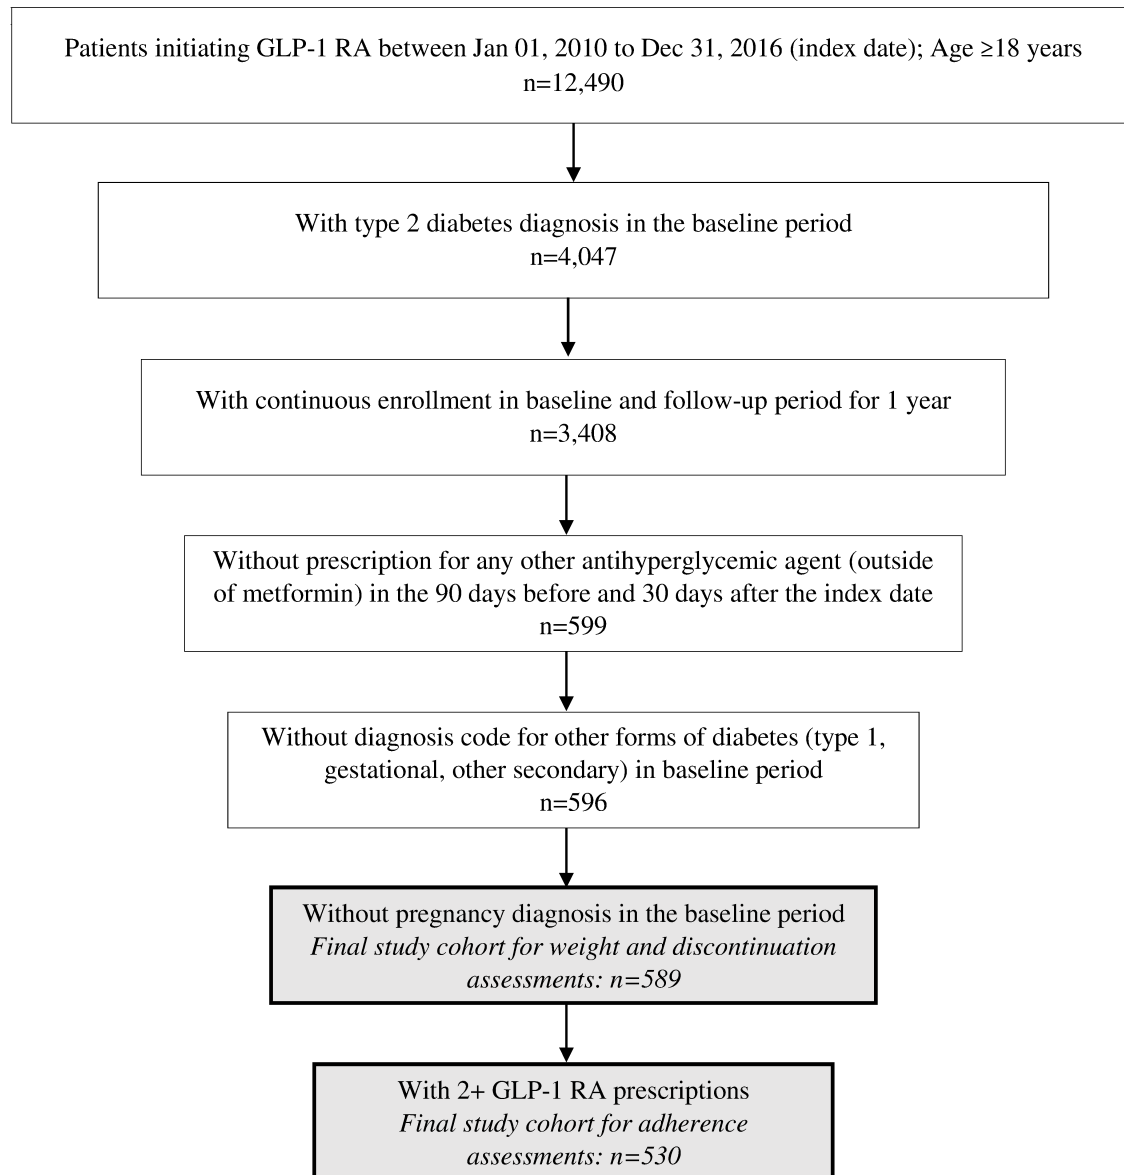 Patients initiating GLP-1 RA between Jan 01, 2010 to Dec 31, 2016 (index date); Age ≥18 years
n=12,490
With type 2 diabetes diagnosis in the baseline period
n=4,047
With continuous enrollment in baseline and follow-up period for 1 year
n=3,408
Without prescription for any other antihyperglycemic agent (outside
of metformin) in the 90 days before and 30 days after the index date
n=599
Without diagnosis code for other forms of diabetes (type 1,
gestational, other secondary) in baseline period
n=596
Without pregnancy diagnosis in the baseline period
Final study cohort for weight and discontinuation
assessments: n=589
With 2+ GLP-1 RA prescriptions
Final study cohort for adherence
assessments: n=530